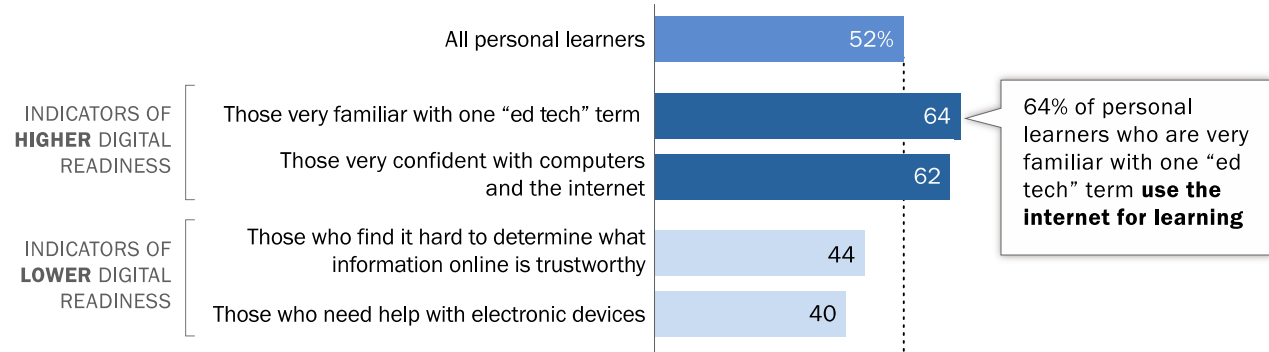 All personal learners 52%
INDICATORS OF
HIGHER DIGITAL
READINESS
Those very familiar with one “ed tech” term 64
Those very confident with computers
and the internet 62
64% of personal
learners who are very
familiar with one “ed
tech” term use the
internet for learning
INDICATORS OF
LOWER DIGITAL
READINESS
Those who find it hard to determine what
information online is trustworthy 44
Those who need help with electronic devices 40